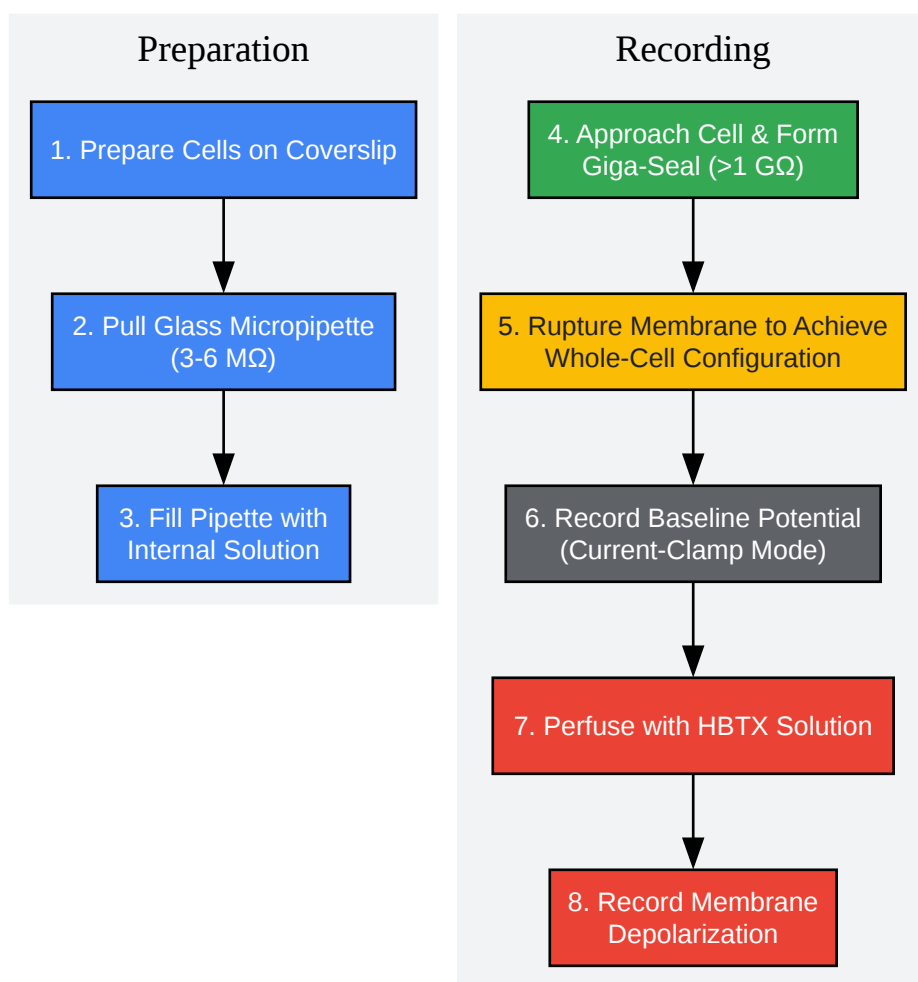 Preparation
1. Prepare Cells on Coverslip
2. Pull Glass Micropipette
(3-6 MΩ)
3. Fill Pipette with
Internal Solution
Recording
4. Approach Cell & Form
Giga-Seal (>1 GΩ)
5. Rupture Membrane to Achieve
Whole-Cell Configuration
6. Record Baseline Potential
(Current-Clamp Mode)
7. Perfuse with HBTX Solution
8. Record Membrane
Depolarization